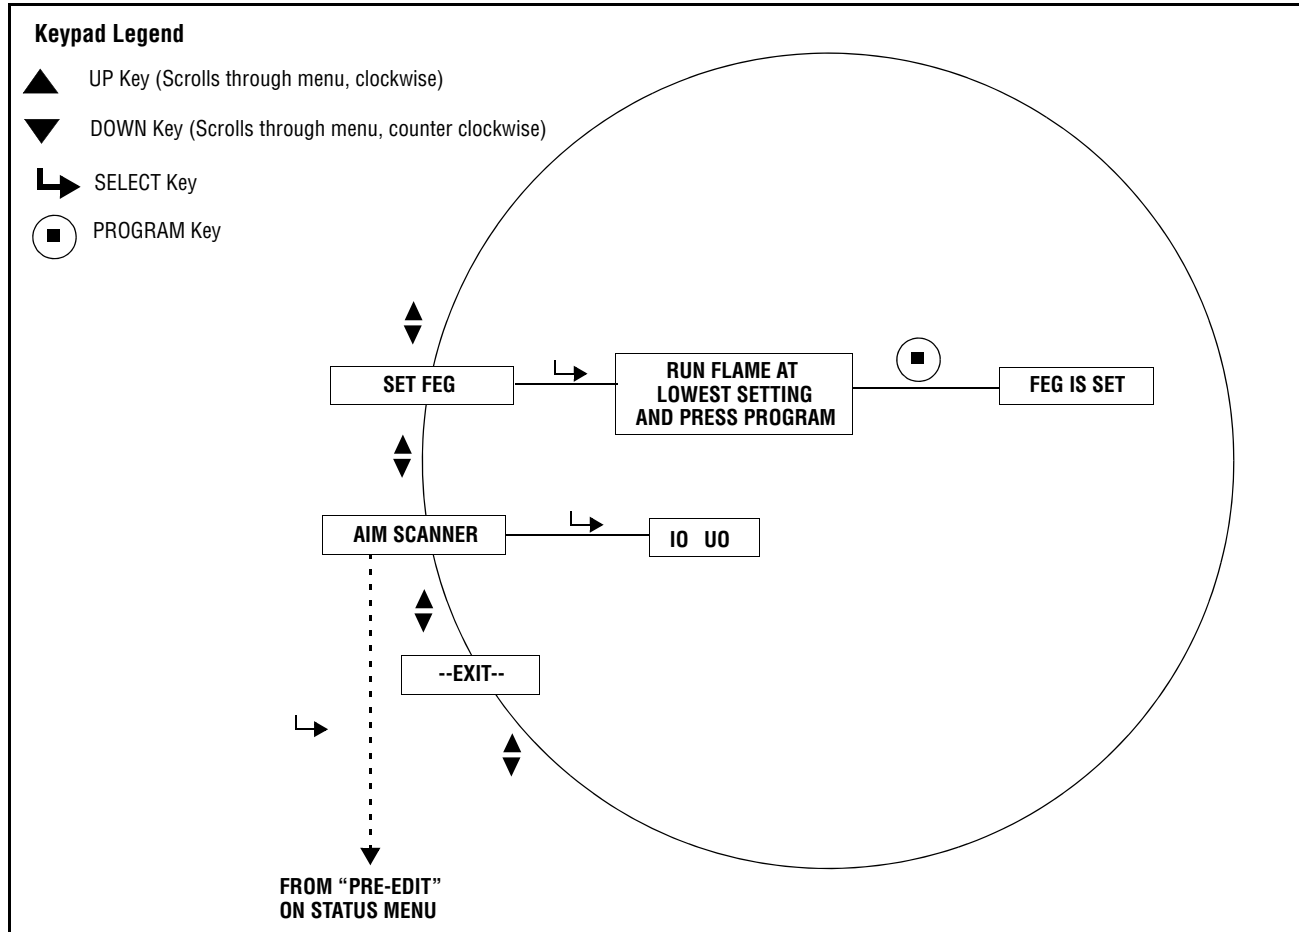 Keypad Legend
UP Key (Scrolls through menu, clockwise)
DOWN Key (Scrolls through menu, counter clockwise)
SELECT Key
PROGRAM Key
SET FEG
RUN FLAME AT
LOWEST SETTING
AND PRESS PROGRAM
FEG IS SET
AIM SCANNER
IO UO
--EXIT--
FROM “PRE-EDIT”
ON STATUS MENU